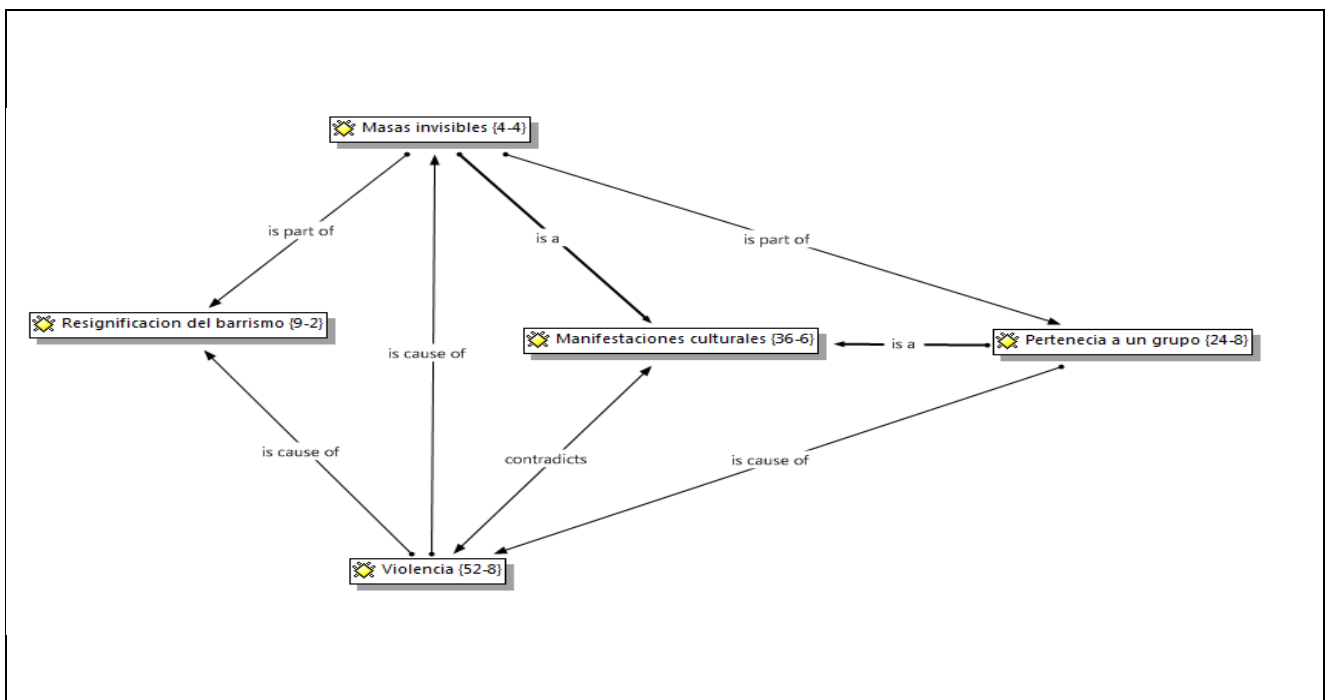 Masas invisibles {4-4}
is part of
is a
is part of
Resignificacion del barrismo {9-2}
Manifestaciones culturales {36-6}
is a
Pertenecia a un grupo {24-8}
is cause of
is cause of
contradicts
is cause of
Violencia {52-8}